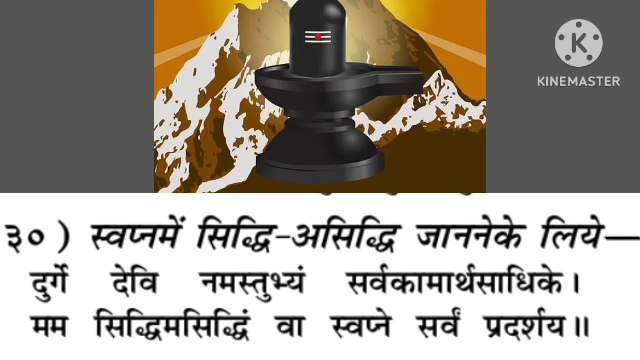 K
KINEMASTER
३० ) स्वप्नमें सिद्धि-असिद्धि जाननेके लिये—
दुर्गे देवि नमस्तुभ्यं सर्वकामार्थसाधिके।
मम सिद्धिमसिद्धिं वा स्वप्ने सर्वं प्रदर्शय॥